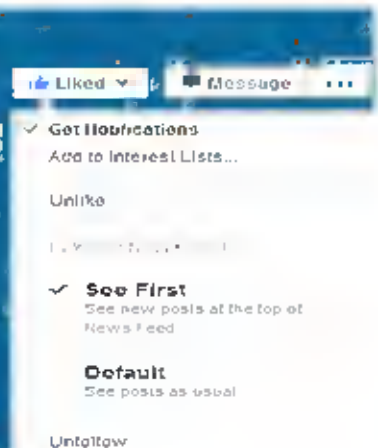 Liked Message ...
Get Notifications
Add to Interest Lists...
Unlike
See First
See new posts at the top of
News Feed
Default
See posts as usual
Unfollow